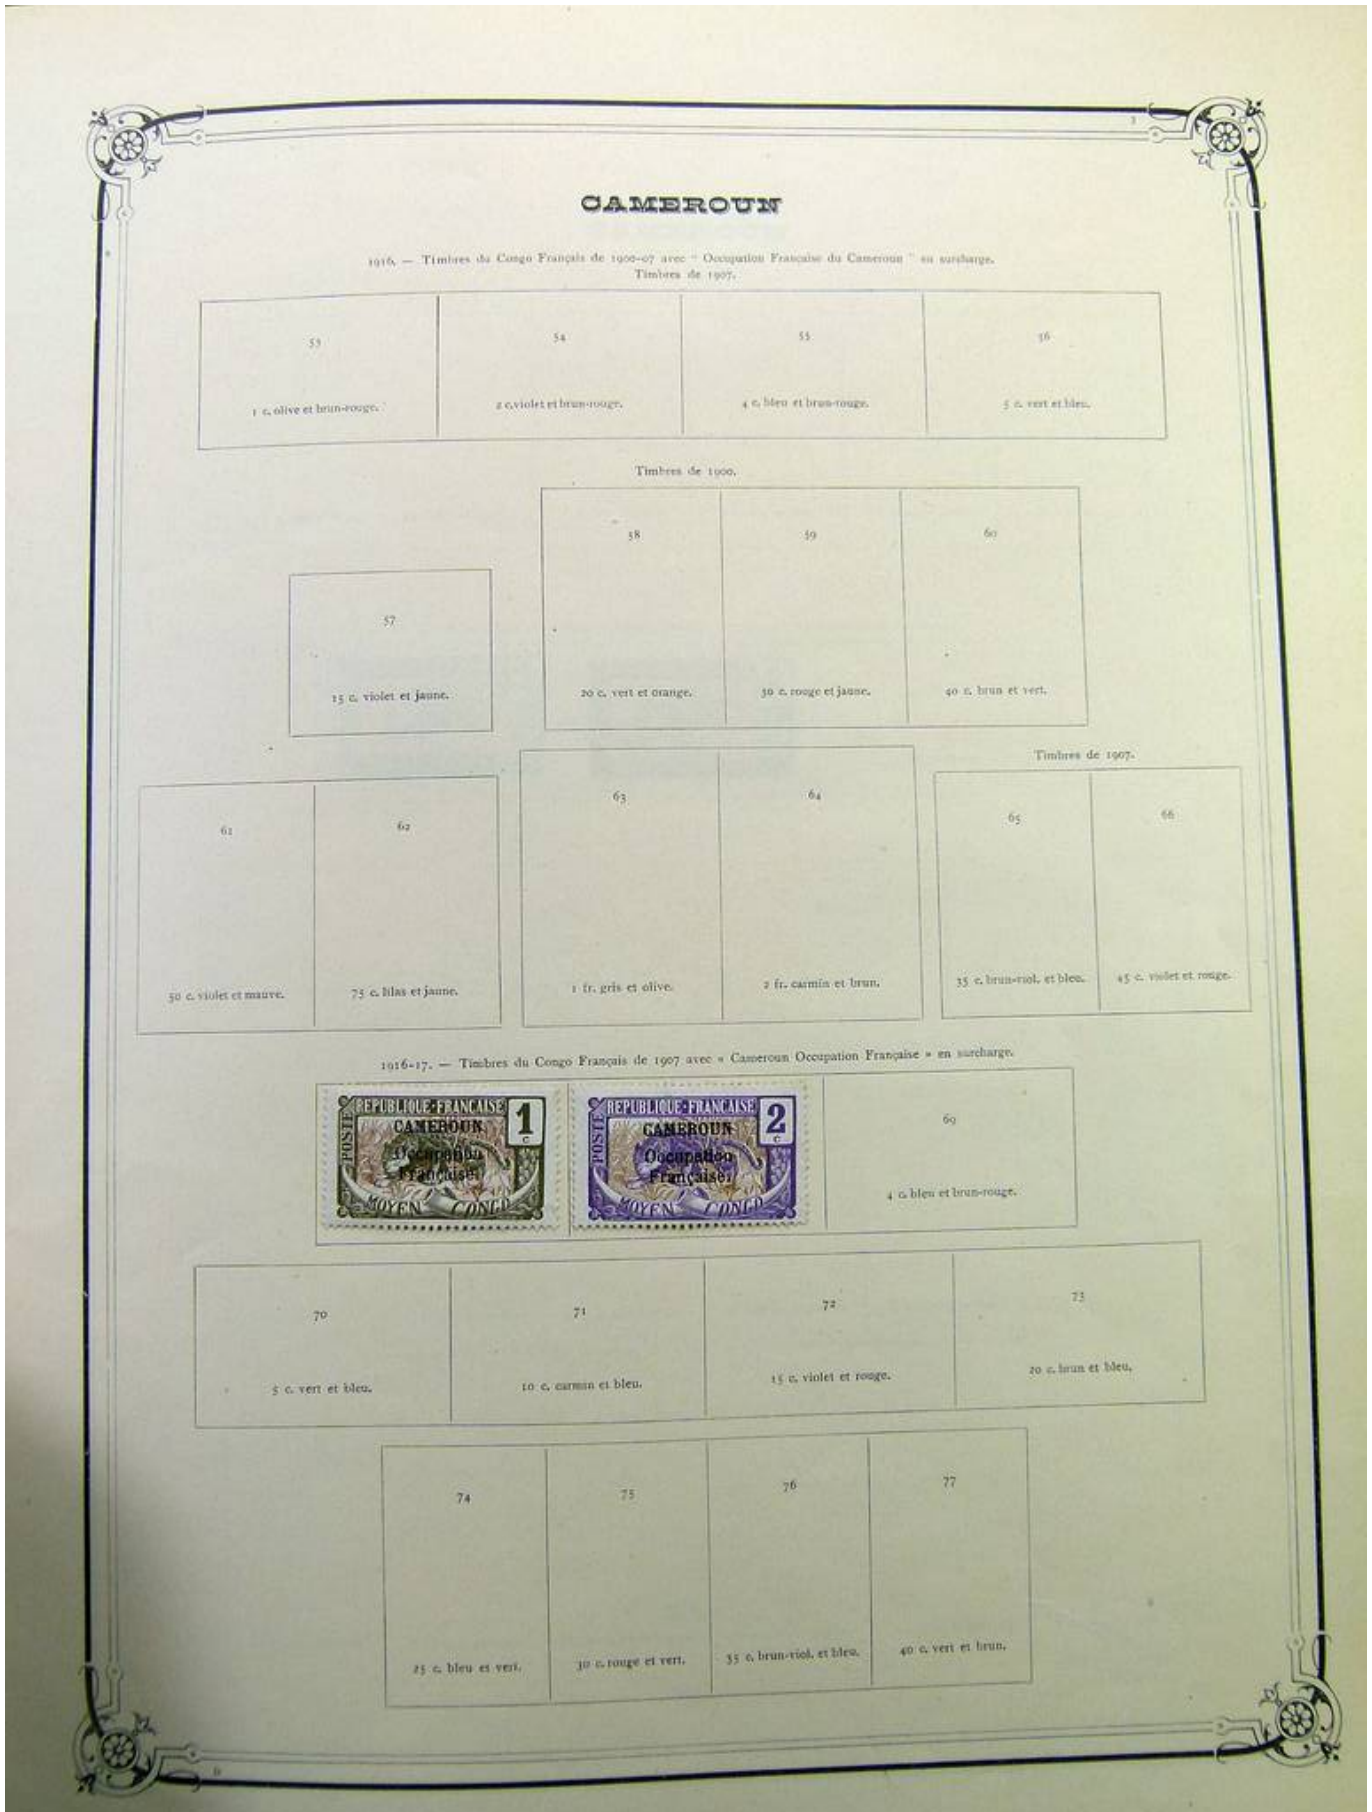 CAMEROUN
1916. — Timbres du Congo Français de 1900-07 avec " Occupation Française du Cameroun " en surcharge.
Timbres de 1907.
53
54
55
56
1 c. olive et brun-rouge.
2 c. violet et brun-rouge.
4 c. bleu et brun-rouge.
5 c. vert et bleu.
Timbres de 1900.
58
59
60
57
15 c. violet et jaune.
20 c. vert et orange.
30 c. rouge et jaune.
40 c. brun et vert.
Timbres de 1907.
61
62
63
64
65
66
50 c. violet et mauve.
75 c. lilas et jaune.
1 fr. gris et olive.
2 fr. carmin et brun.
35 c. brun-viol. et bleu.
45 c. violet et rouge.
1916-17. — Timbres du Congo Français de 1907 avec « Cameroun Occupation Française » en surcharge.
REPUBLIQUE FRANCAISE
1
c
POSTE
CAMEROUN
Occupation
Française.
MOYEN CONGO
REPUBLIQUE FRANCAISE
2
c
POSTE
CAMEROUN
Occupation
Française.
MOYEN CONGO
69
4 c. bleu et brun-rouge.
70
71
72
73
5 c. vert et bleu.
10 c. carmin et bleu.
15 c. violet et rouge.
20 c. brun et bleu.
74
75
76
77
25 c. bleu et vert.
30 c. rouge et vert.
35 c. brun-viol. et bleu.
40 c. vert et brun.